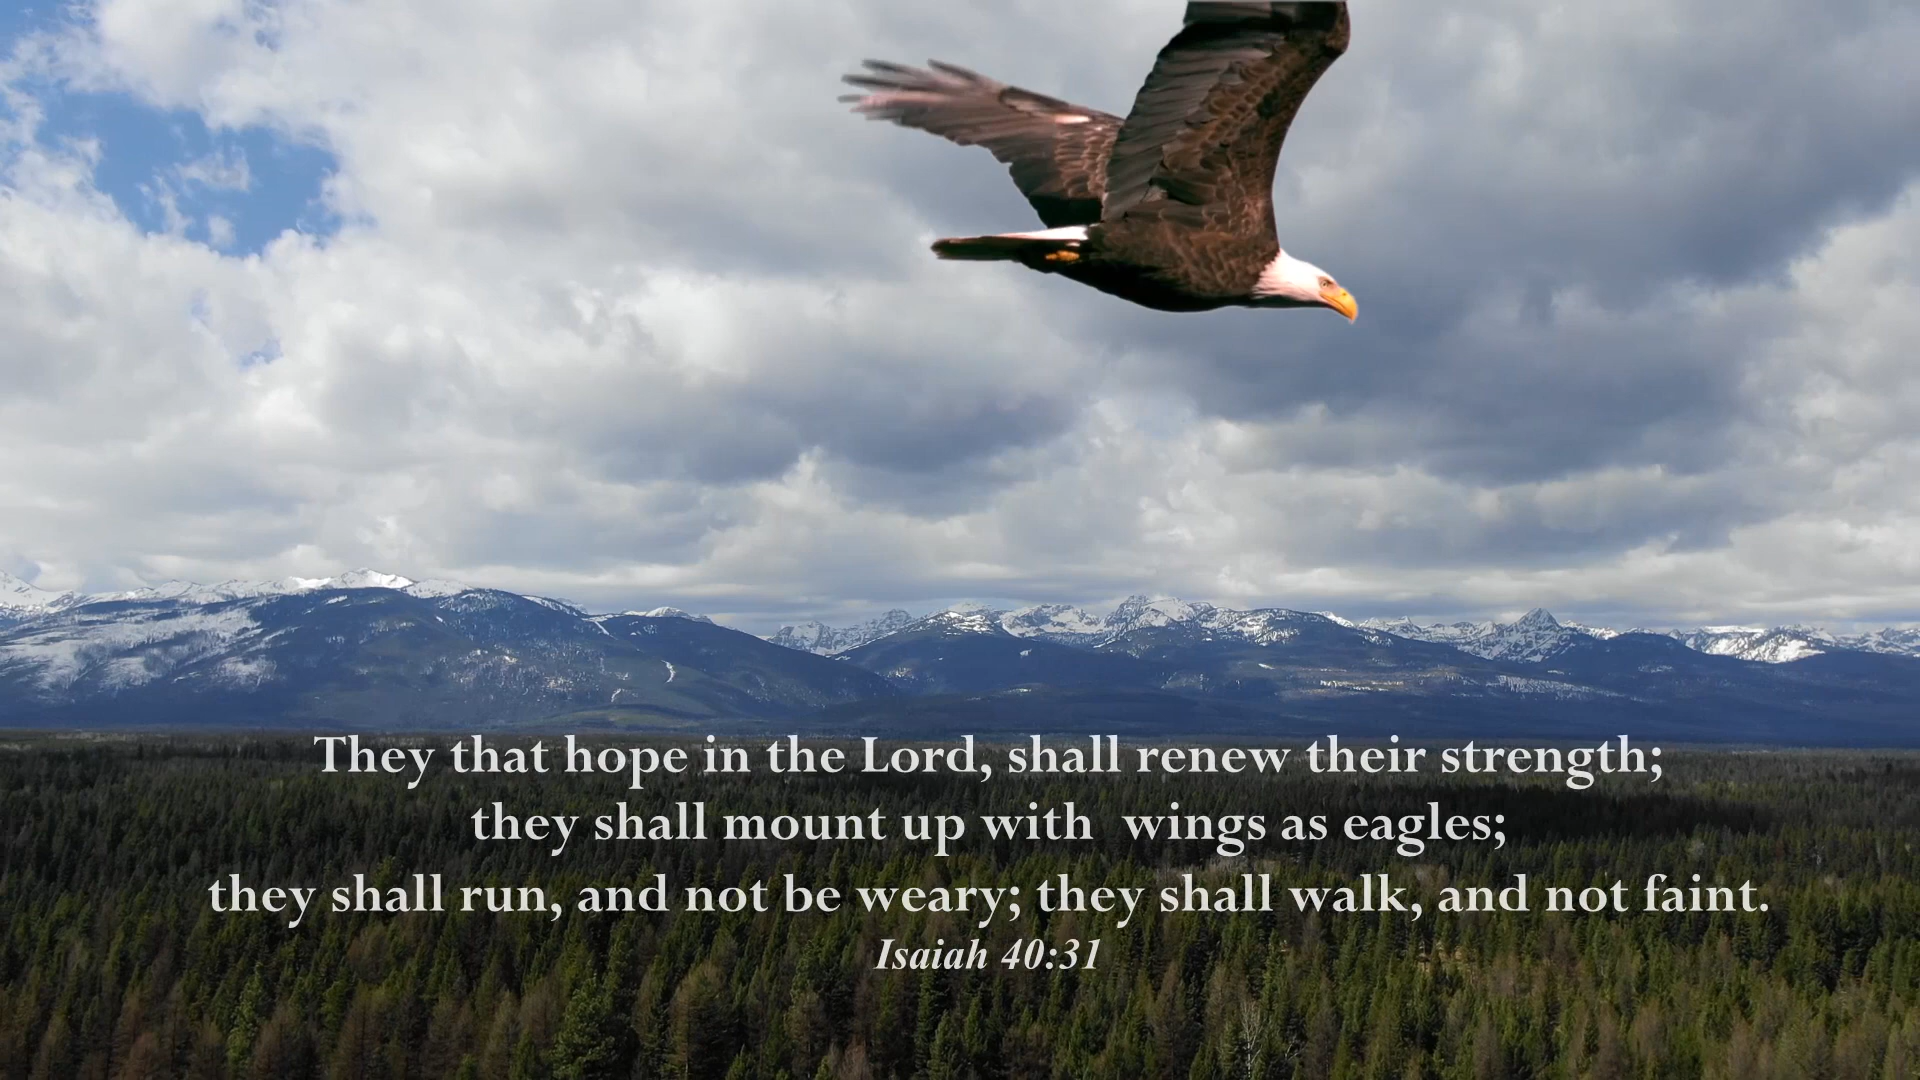 They that hope in the Lord, shall renew their strength;
they shall mount up with  wings as eagles;
they shall run, and not be weary; they shall walk, and not faint.
Isaiah 40:31